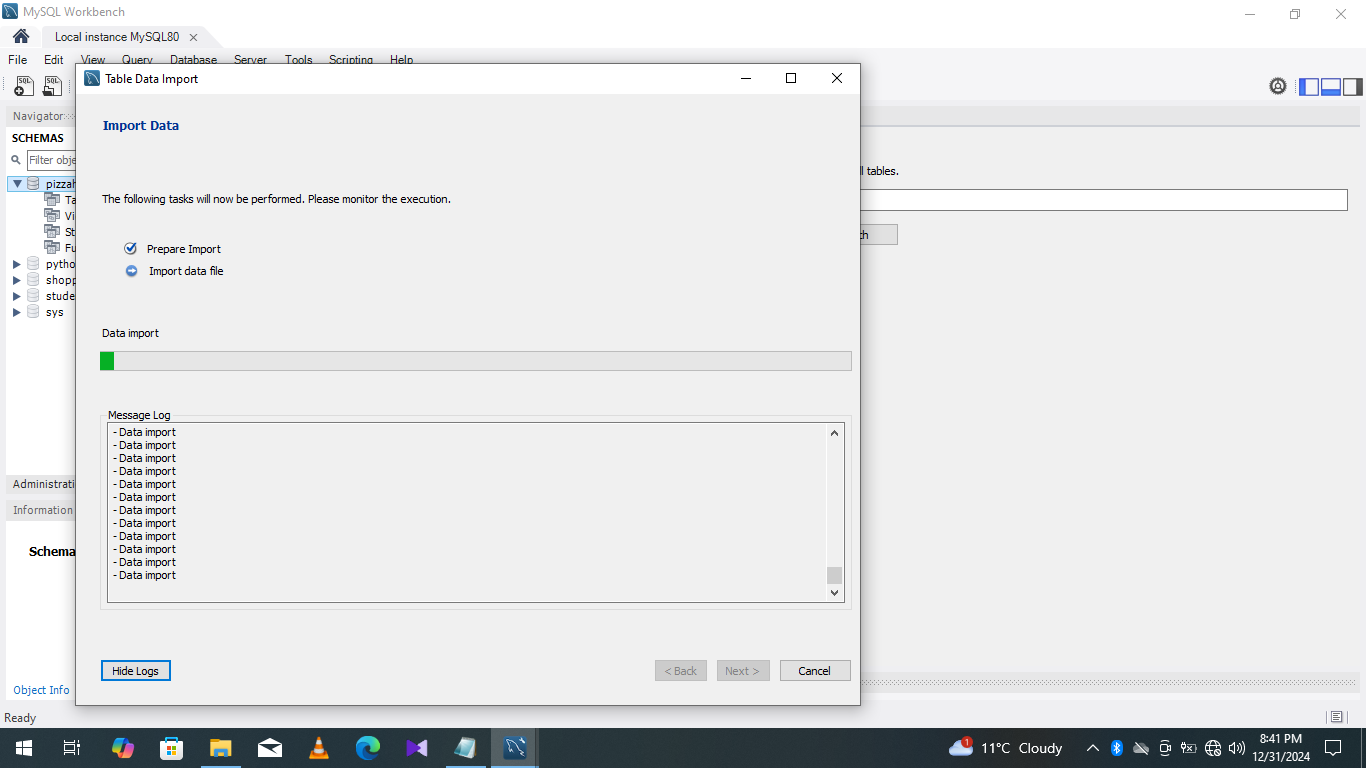 MySQL Workbench
Local instance MySQL80
File Edit View Query Database Server Tools Scripting Help
SQL SQL
Table Data Import
Navigator
SCHEMAS
Filter obje
pizzah
Ta
Vi
St
Fu
pytho
shopp
stude
sys
Administrati
Information
Schema
Object Info
Ready
Import Data
The following tasks will now be performed. Please monitor the execution.
Prepare Import
Import data file
Data import
Message Log
- Data import
- Data import
- Data import
- Data import
- Data import
- Data import
- Data import
- Data import
- Data import
- Data import
- Data import
- Data import
Hide Logs
< Back Next > Cancel
l tables.
ch
1
11°C Cloudy
8:41 PM
12/31/2024